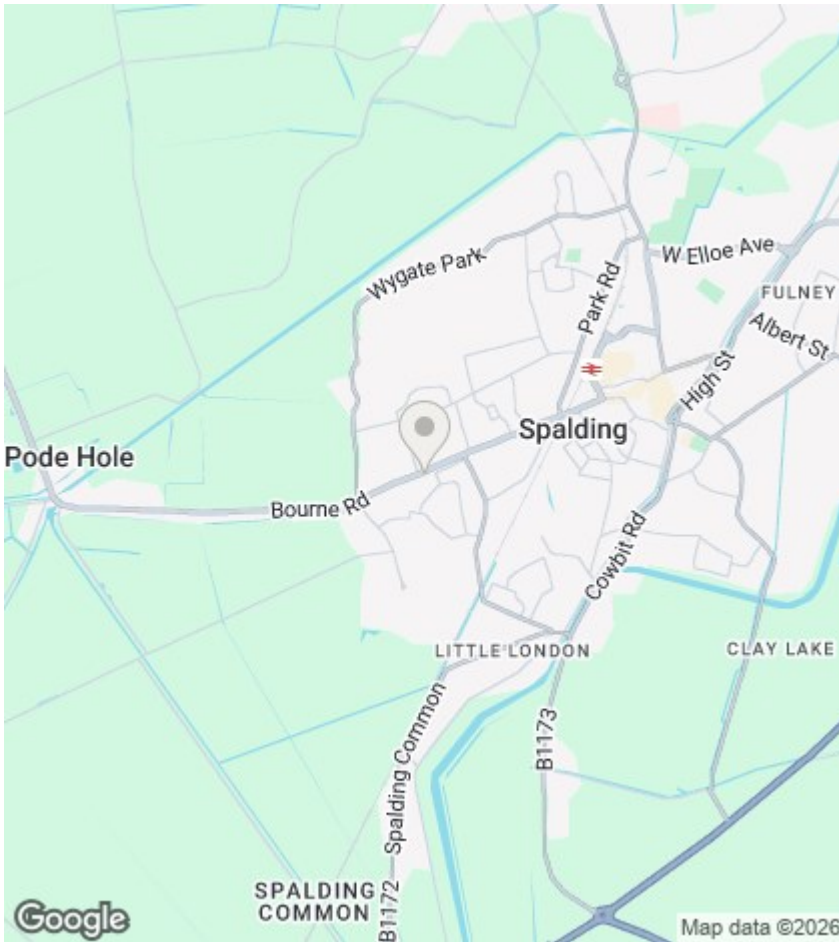 Wygate Park
W Elloe Ave
Park Rd
FULNEY
Albert St
High St
Spalding
Pode Hole
Bourne Rd
Cowbit Rd
LITTLE LONDON
CLAY LAKE
Spalding Common
B1173
SPALDING
COMMON
B1172
Google
Map data ©202